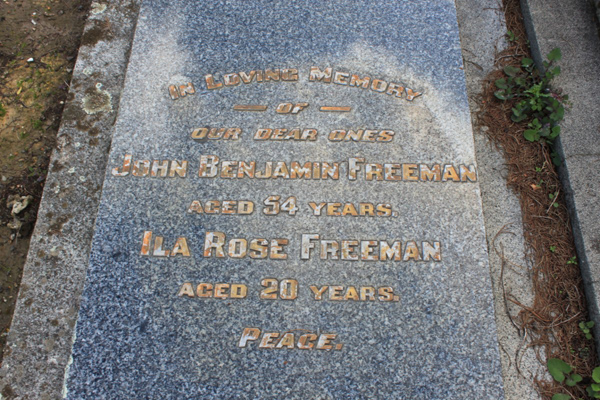 IN LOVING MEMORY
OF
OUR DEAR ONES
JOHN BENJAMIN FREEMAN
AGED 54 YEARS.
ILA ROSE FREEMAN
AGED 20 YEARS.
PEACE.